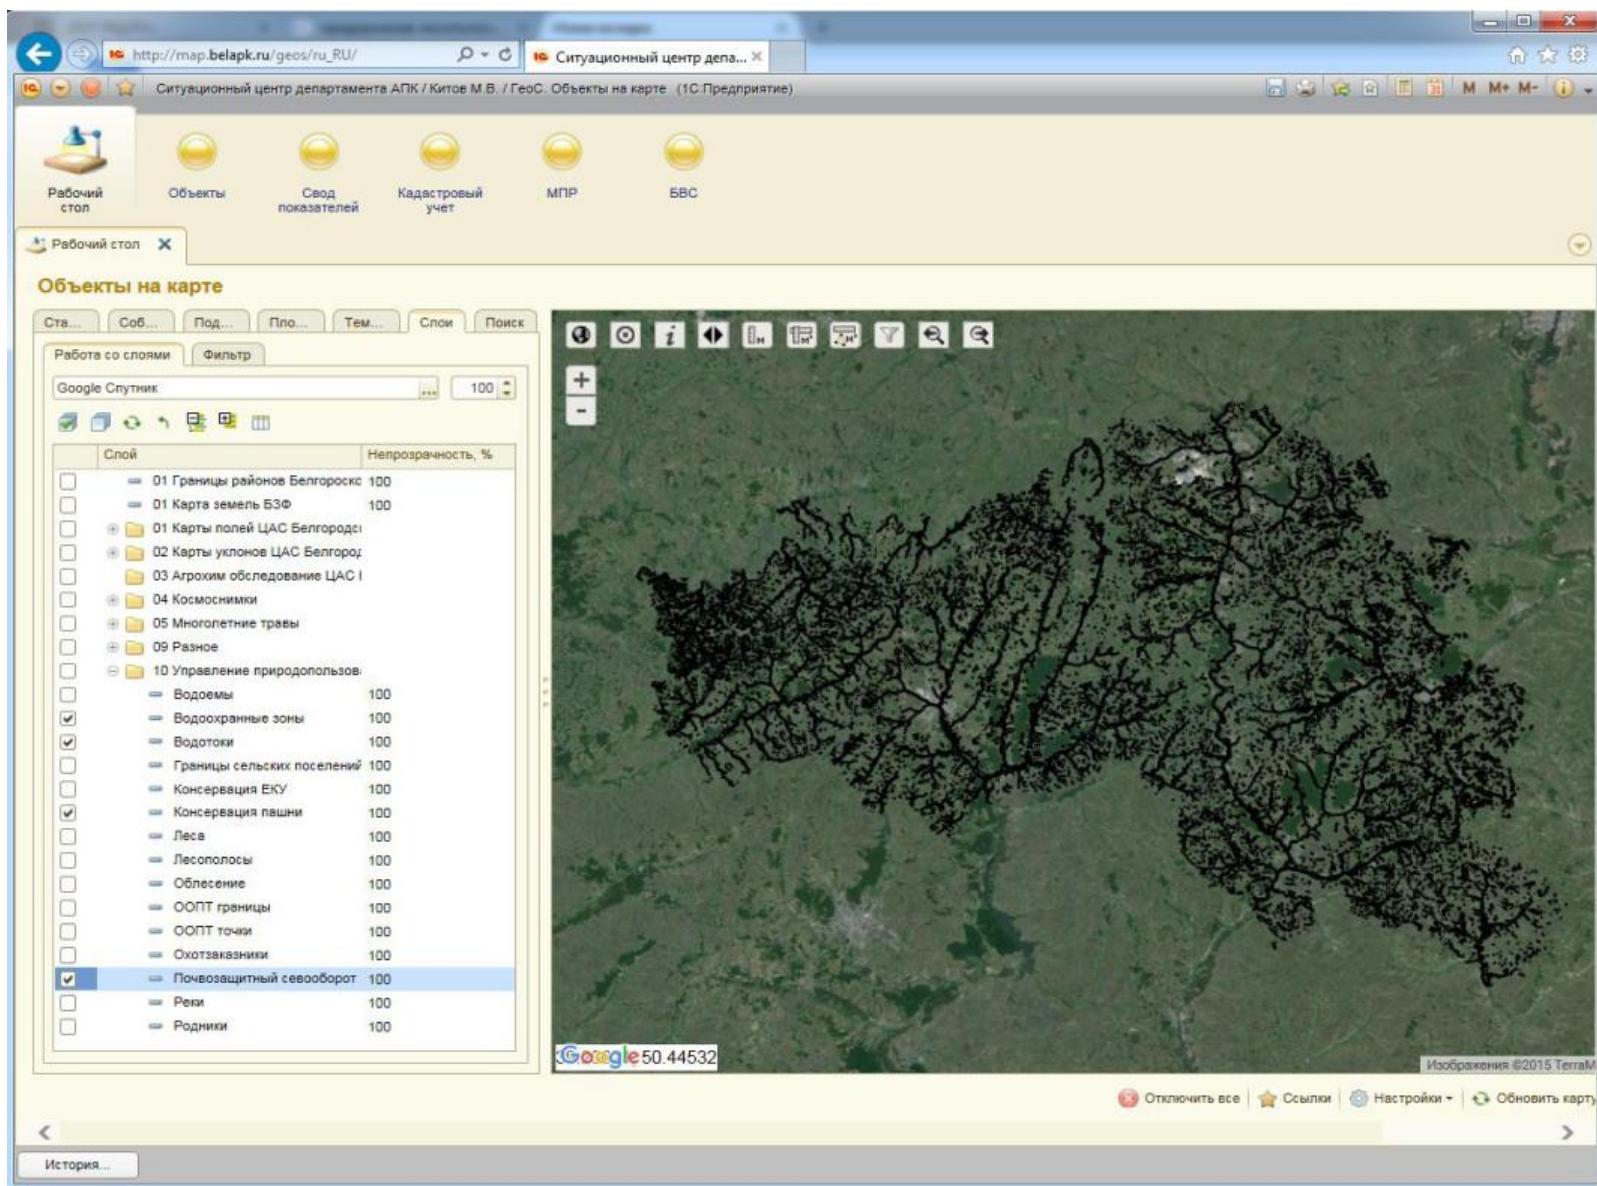 http://map.belapk.ru/geos/ru_RU/
Ситуационный центр депа...
Ситуационный центр департамента АПК / Китов М.В. / ГеоС. Объекты на карте (1С:Предприятие)
M M+ M-
Рабочий стол
Объекты
Свод показателей
Кадастровый учет
МПР
БВС
Рабочий стол
Объекты на карте
Ста... Соб... Под... Пло... Тем... Слои Поиск
Работа со слоями Фильтр
Google Спутник ... 100
Слой Непрозрачность, %
01 Границы районов Белгороскс 100
01 Карта земель БЗФ 100
01 Карты полей ЦАС Белгородс
02 Карты уклонов ЦАС Белгород
03 Агрохим обследование ЦАС
04 Космоснимки
05 Многолетние травы
09 Разное
10 Управление природопользов
Водоемы 100
Водоохранные зоны 100
Водотоки 100
Границы сельских поселений 100
Консервация ЕКУ 100
Консервация пашни 100
Леса 100
Лесополосы 100
Облесение 100
ООПТ границы 100
ООПТ точки 100
Охотзаказники 100
Почвозащитный севооборот 100
Реки 100
Родники 100
Google 50.44532
Изображения ©2015 TerraM
Отключить все Ссылки Настройки Обновить карту
История...